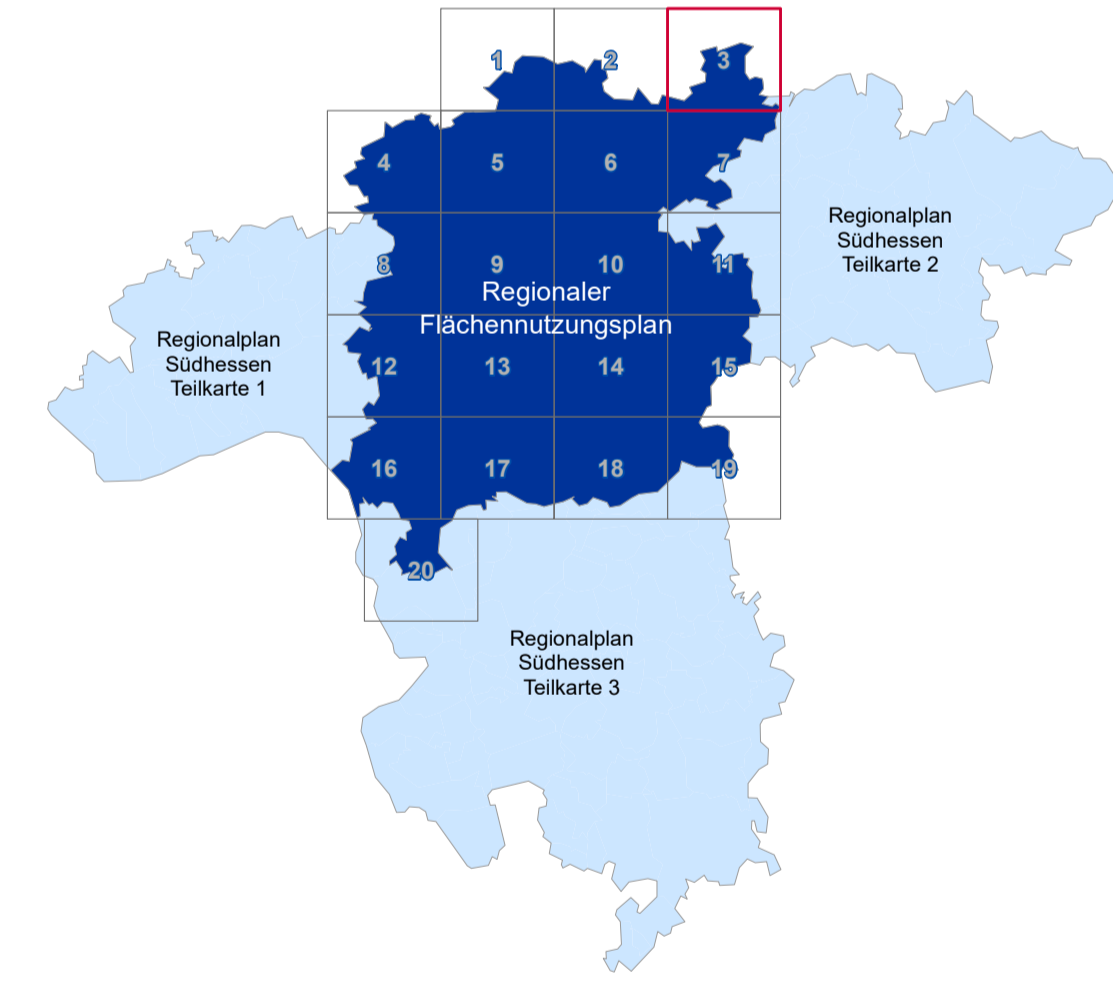 1
2
3
4
5
6
7
Regionalplan
Südhessen
Teilkarte 2
8
9
10
11
Regionaler
Flächennutzungsplan
Regionalplan
Südhessen
Teilkarte 1
12
13
14
15
16
17
18
19
20
Regionalplan
Südhessen
Teilkarte 3